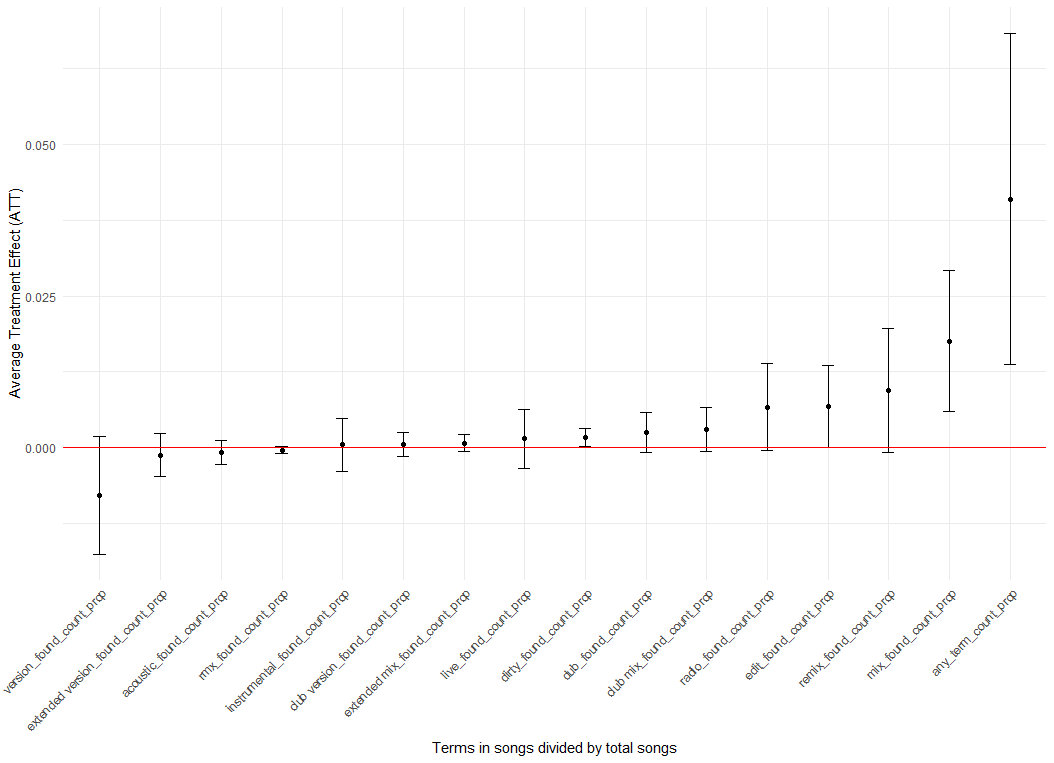 Average Treatment Effect (ATT)
0.050
0.025
0.000
version_found_count_prop
extended version_found_count_prop
acoustic_found_count_prop
rmx_found_count_prop
instrumental_found_count_prop
dub version_found_count_prop
extended mix_found_count_prop
live_found_count_prop
dirty_found_count_prop
dub_found_count_prop
dub mix_found_count_prop
radio_found_count_prop
edit_found_count_prop
remix_found_count_prop
mix_found_count_prop
any_term_count_prop
Terms in songs divided by total songs